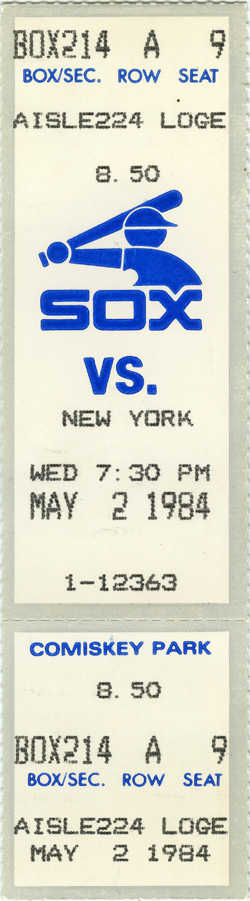 BOX214 A 9
BOX/SEC. ROW SEAT
AISLE224 LOGE
8.50
SOX
VS.
NEW YORK
WED 7:30 PM
MAY 2 1984
1-12363
COMISKEY PARK
8.50
BOX214 A 9
BOX/SEC. ROW SEAT
AISLE224 LOGE
MAY 2 1984